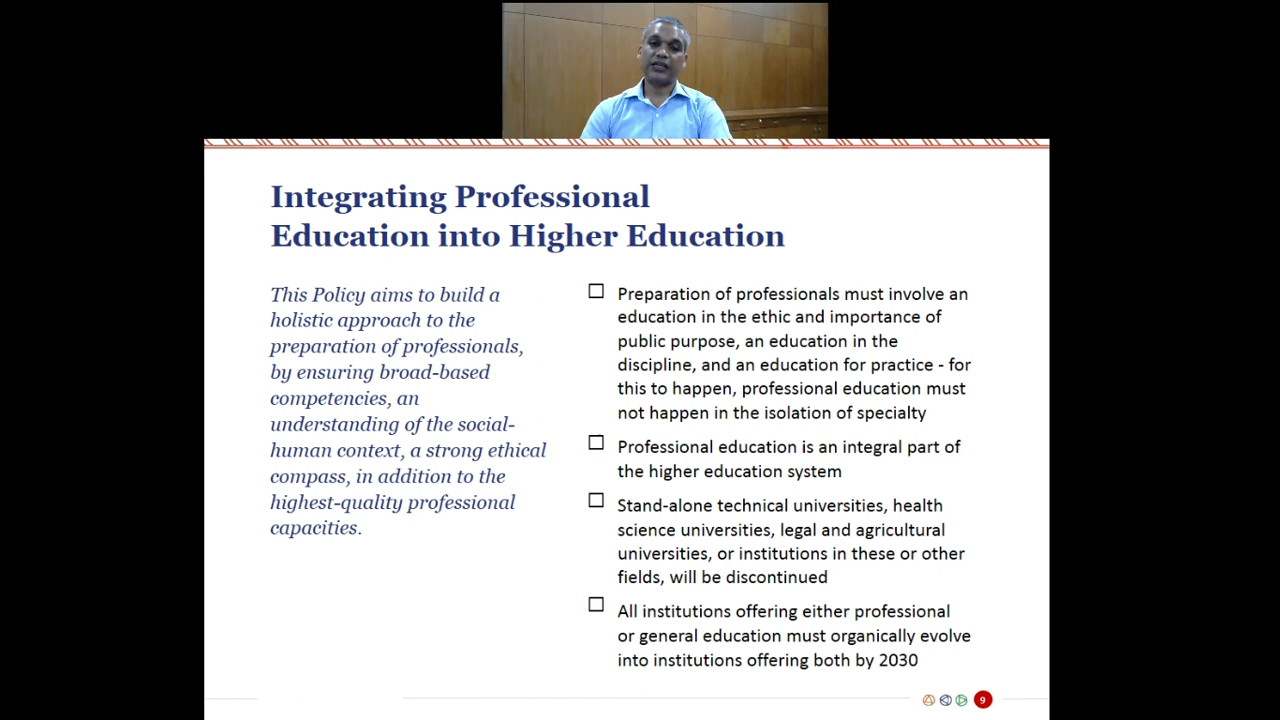 Integrating Professional
Education into Higher Education
This Policy aims to build a
holistic approach to the
preparation of professionals,
by ensuring broad-based
competencies, an
understanding of the social-
human context, a strong ethical
compass, in addition to the
highest-quality professional
capacities.
Preparation of professionals must involve an
education in the ethic and importance of
public purpose, an education in the
discipline, and an education for practice - for
this to happen, professional education must
not happen in the isolation of specialty
Professional education is an integral part of
the higher education system
Stand-alone technical universities, health
science universities, legal and agricultural
universities, or institutions in these or other
fields, will be discontinued
All institutions offering either professional
or general education must organically evolve
into institutions offering both by 2030
9